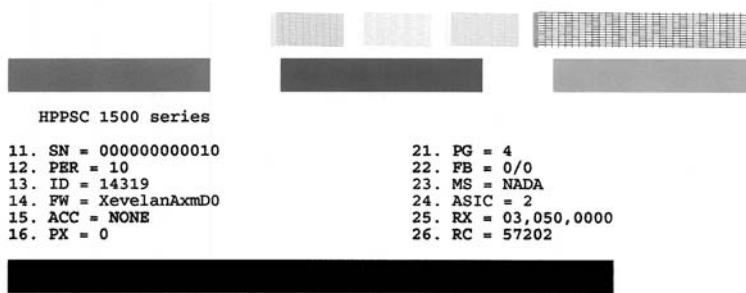 HPPSC 1500 series
11. SN = 000000000010
12. PER = 10
13. ID = 14319
14. FW = XevelanAxmD0
15. ACC = NONE
16. PX = 0
21. PG = 4
22. FB = 0/0
23. MS = NADA
24. ASIC = 2
25. RX = 03,050,0000
26. RC = 57202